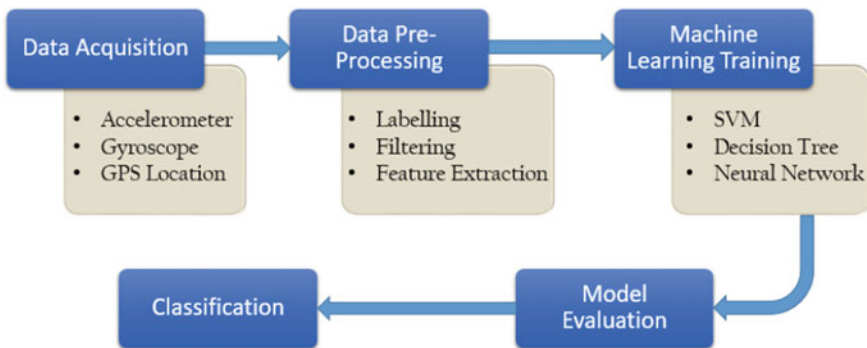 Data Acquisition
• Accelerometer
• Gyroscope
• GPS Location
Data Pre-
Processing
• Labelling
• Filtering
• Feature Extraction
Machine
Learning Training
• SVM
• Decision Tree
• Neural Network
Model
Evaluation
Classification